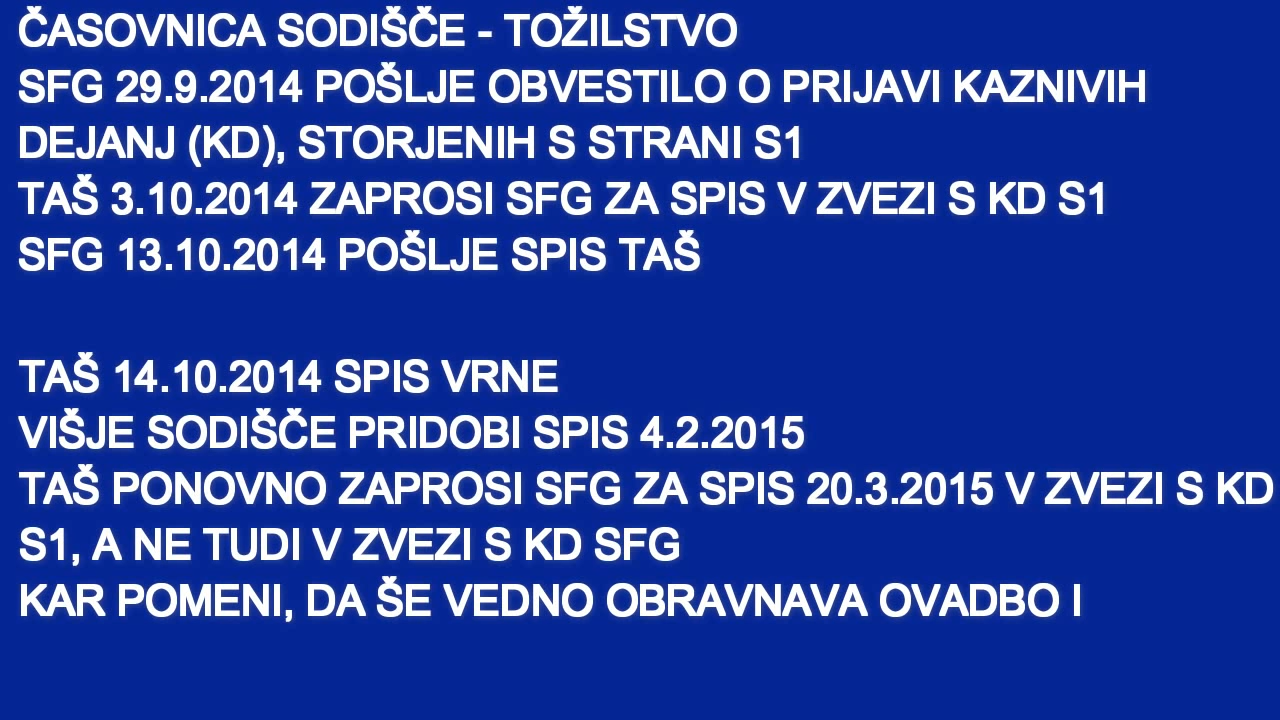 ČASOVNICA SODIŠČE - TOŽILSTVO
SFG 29.9.2014 POŠLJE OBVESTILO O PRIJAVI KAZNIVIH
DEJANJ (KD), STORJENIH S STRANI S1
TAŠ 3.10.2014 ZAPROSI SFG ZA SPIS V ZVEZI S KD S1
SFG 13.10.2014 POŠLJE SPIS TAŠ
TAŠ 14.10.2014 SPIS VRNE
VIŠJE SODIŠČE PRIDOBI SPIS 4.2.2015
TAŠ PONOVNO ZAPROSI SFG ZA SPIS 20.3.2015 V ZVEZI S KD
S1, A NE TUDI V ZVEZI S KD SFG
KAR POMENI, DA ŠE VEDNO OBRAVNAVA OVADBO I